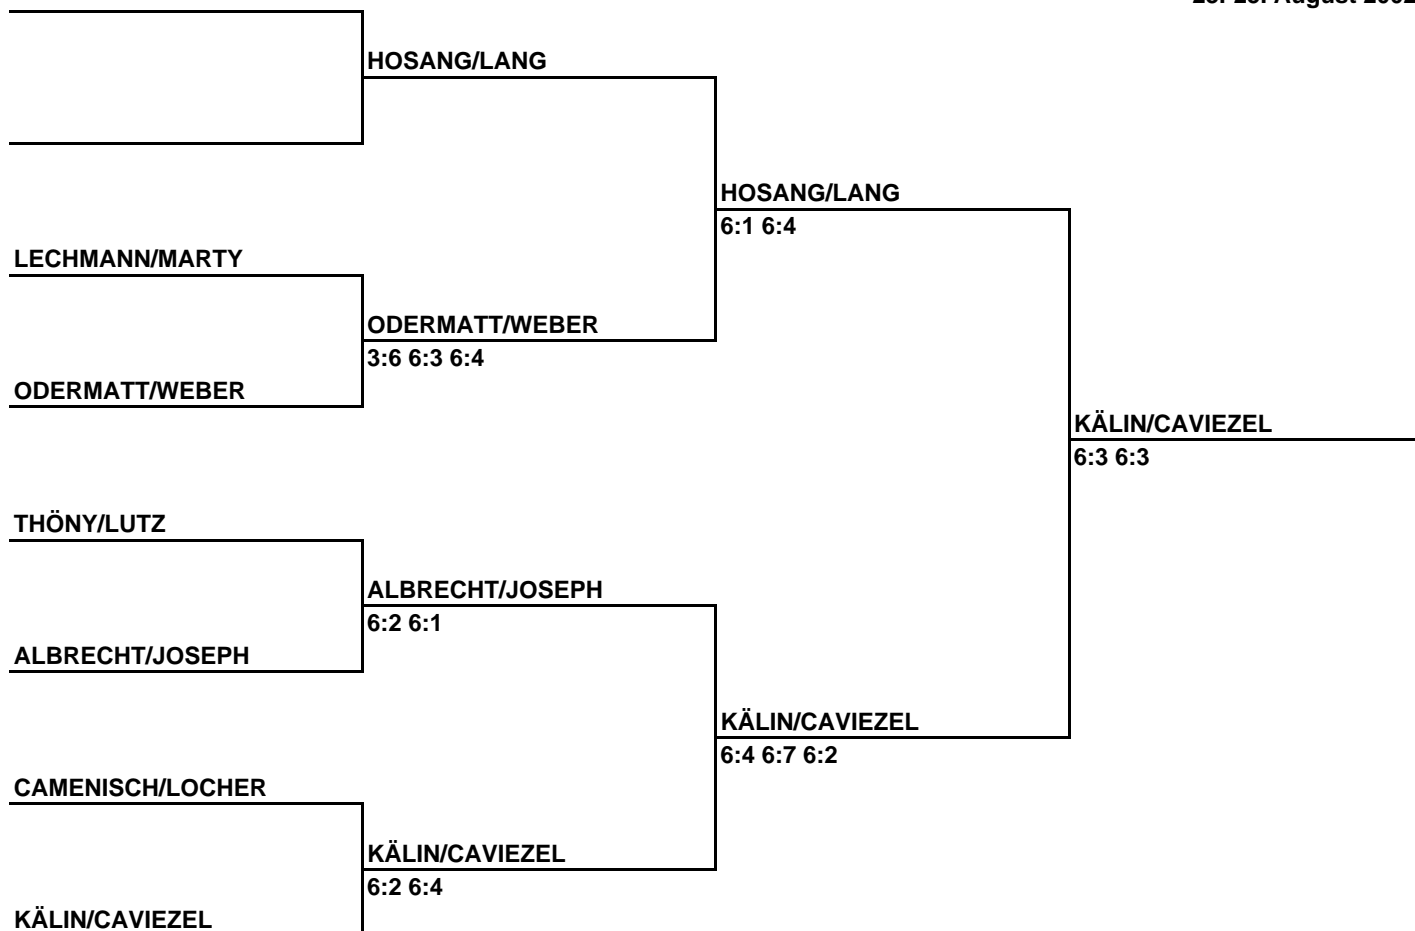 August
HOSANG/LANG
HOSANG/LANG
6:1 6:4
LECHMANN/MARTY
ODERMATT/WEBER
3:6 6:3 6:4
ODERMATT/WEBER
KÄLIN/CAVIEZEL
6:3 6:3
THÖNY/LUTZ
ALBRECHT/JOSEPH
6:2 6:1
ALBRECHT/JOSEPH
KÄLIN/CAVIEZEL
6:4 6:7 6:2
CAMENISCH/LOCHER
KÄLIN/CAVIEZEL
6:2 6:4
KÄLIN/CAVIEZEL